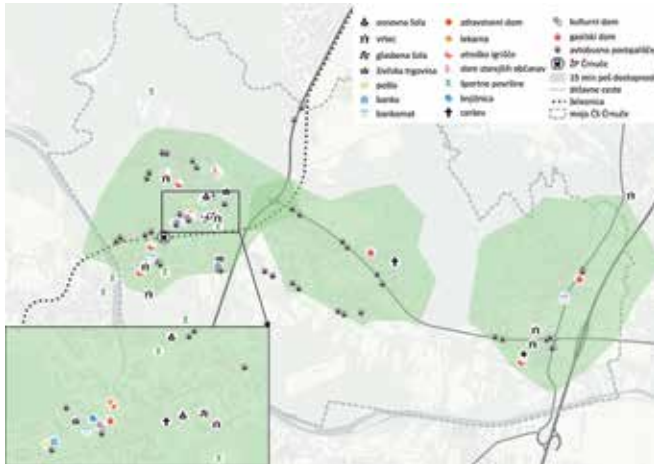 osnovna šola
vrtec
glasbena šola
živilska trgovina
pošta
banka
bankomat
zdravstveni dom
lekarna
otroško igrišče
dom starejših občanov
športne površine
knjižnica
cerkev
kulturni dom
gasilski dom
avtobusno postajališče
ŽP Črnuče
15 min peš dostopnost
državne ceste
železnica
meja ČS Črnuče